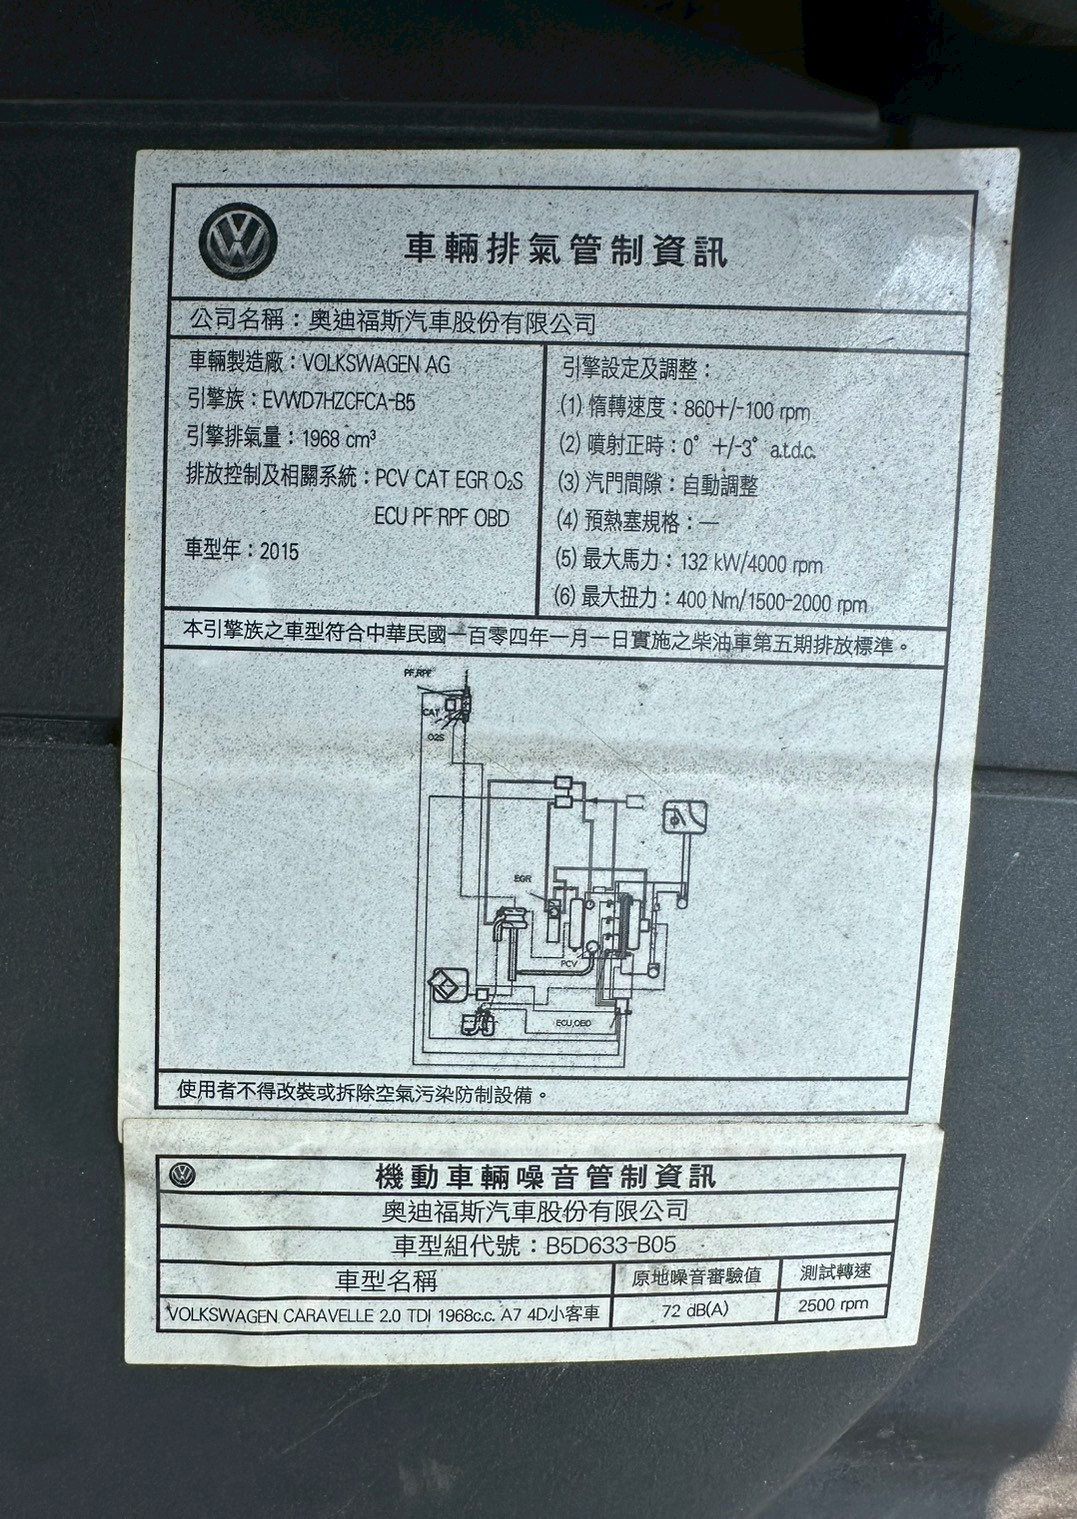 車輛排氣管制資訊
公司名稱：奧迪福斯汽車股份有限公司
車輛製造廠：VOLKSWAGEN AG
引擎族：EVWD7HZCFCA-B5
引擎排氣量：1968 cm³
排放控制及相關系統：PCV CAT EGR O₂S
ECU PF RPF OBD
車型年：2015
引擎設定及調整：
(1) 惰轉速度：860+/-100 rpm
(2) 噴射正時：0° +/-3° a.t.d.c.
(3) 汽門間隙：自動調整
(4) 預熱塞規格：—
(5) 最大馬力：132 kW/4000 rpm
(6) 最大扭力：400 Nm/1500-2000 rpm
本引擎族之車型符合中華民國一百零四年一月一日實施之柴油車第五期排放標準。
PF,RPF
CAT
O2S
EGR
PCV
ECU,OBD
使用者不得改裝或拆除空氣污染防制設備。
機動車輛噪音管制資訊
奧迪福斯汽車股份有限公司
車型組代號：B5D633-B05
車型名稱 原地噪音審驗值 測試轉速
VOLKSWAGEN CARAVELLE 2.0 TDI 1968c.c. A7 4D小客車 72 dB(A) 2500 rpm